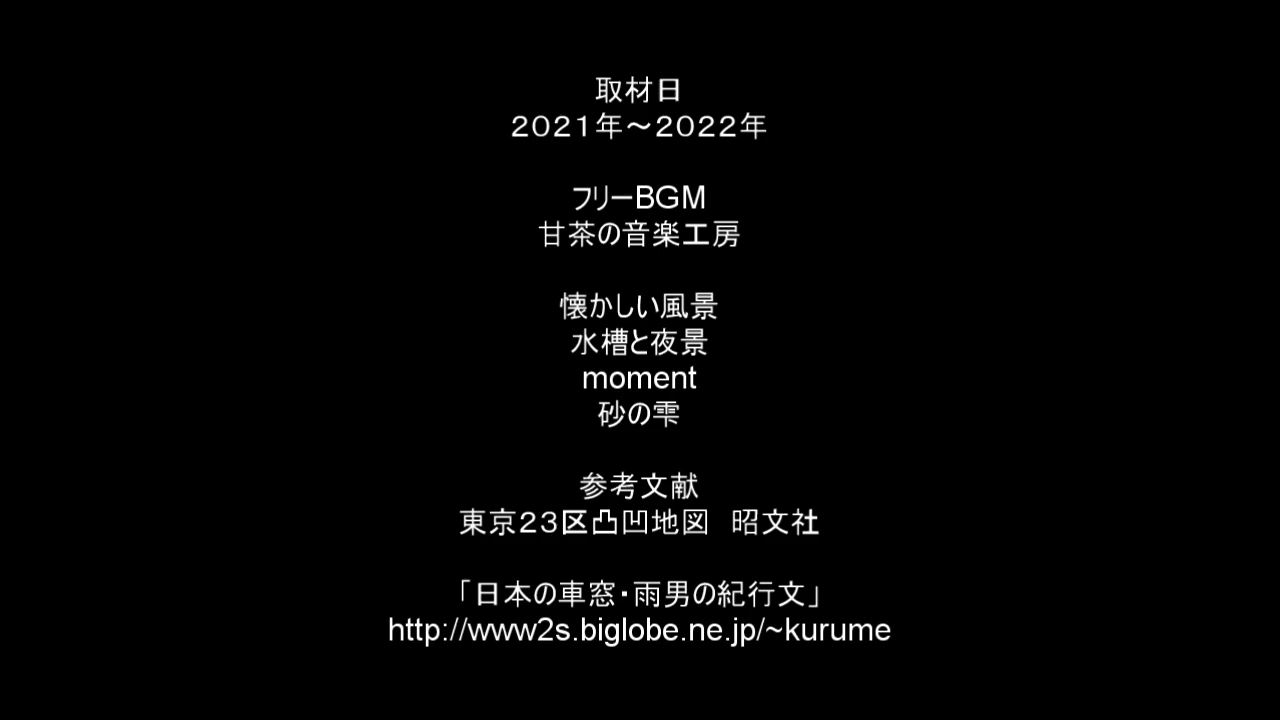 取材日
２０２１年～２０２２年
フリーBGM
甘茶の音楽工房
懐かしい風景
水槽と夜景
moment
砂の雫
参考文献
東京２３区凸凹地図　昭文社
「日本の車窓・雨男の紀行文」
http://www2s.biglobe.ne.jp/~kurume